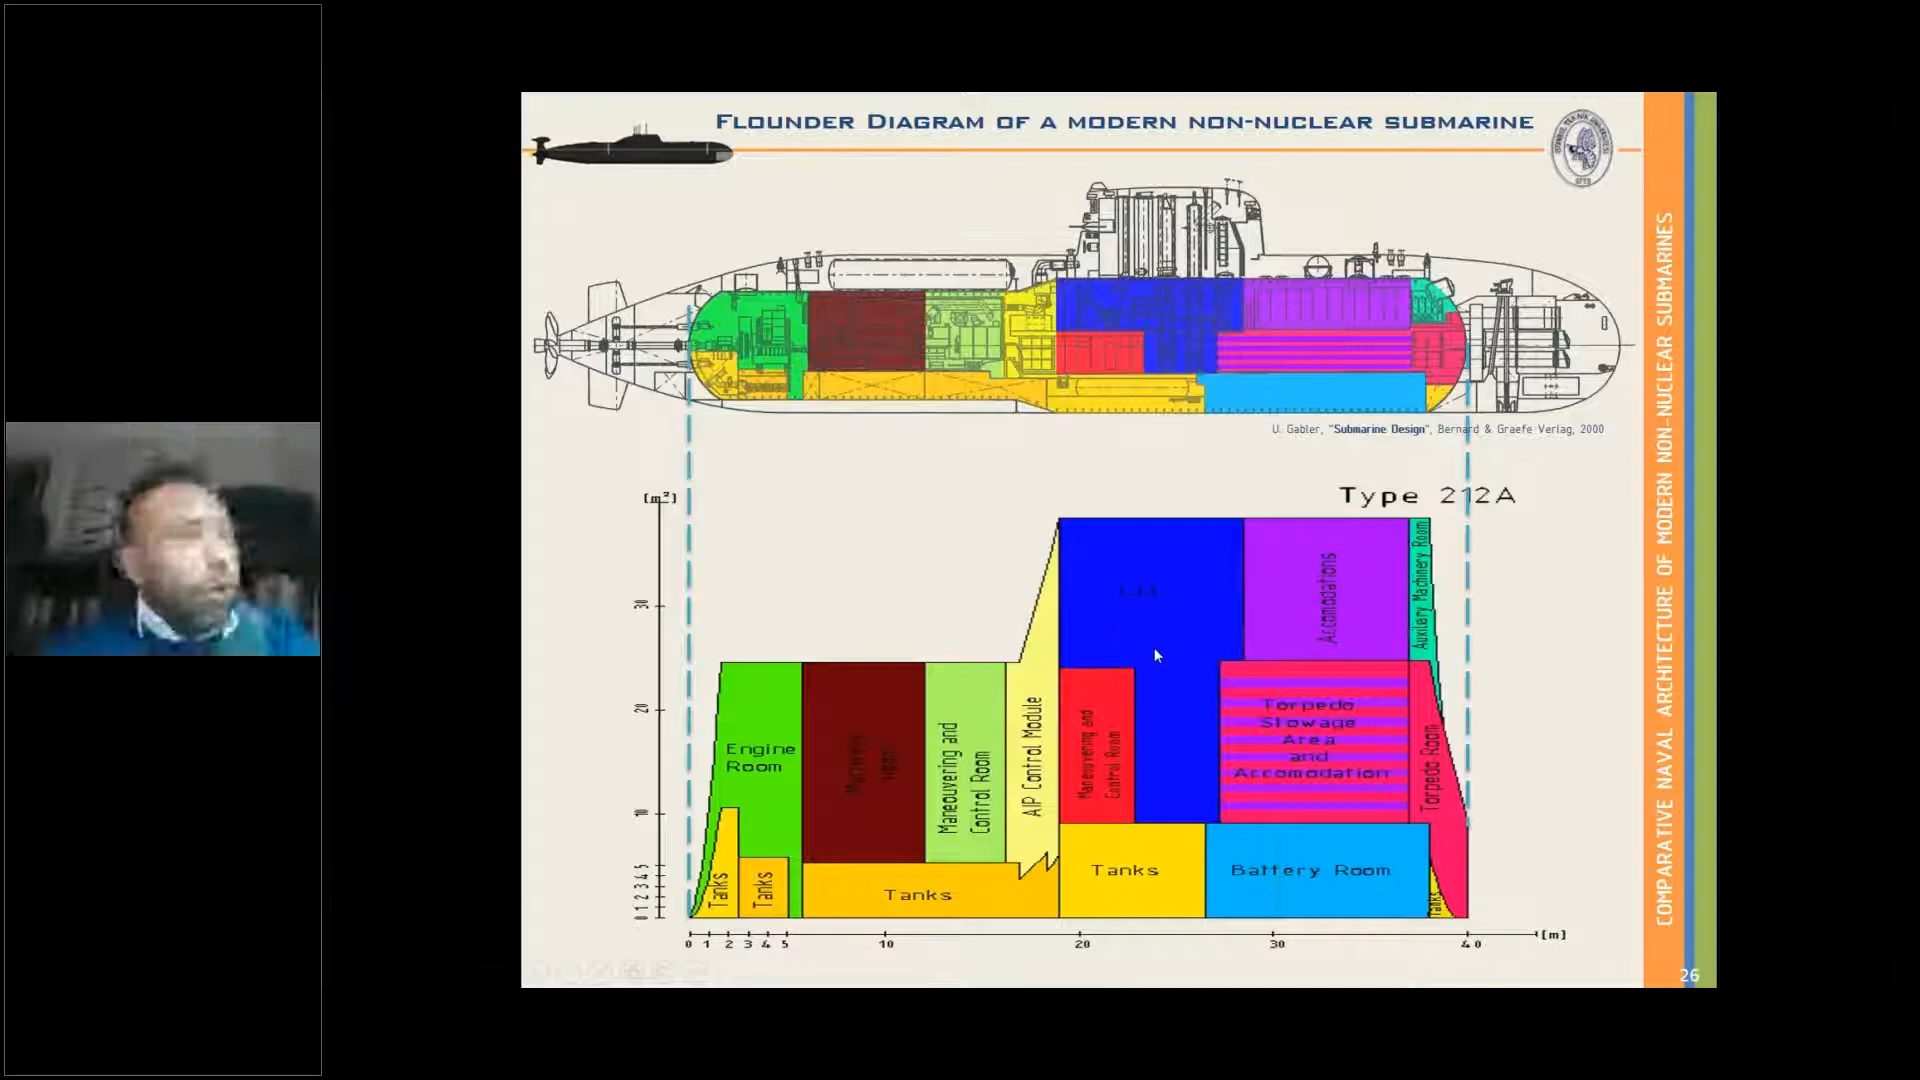 FLOUNDER DIAGRAM OF A MODERN NON-NUCLEAR SUBMARINE
1773
U. Gabler, "Submarine Design", Bernard & Graefe Verlag, 2000
Type 212A
[m²]
30
20
10
5
4
3
2
1
0
Engine
Room
Tanks
Tanks
Maneouvering and
Control Room
AIP Control Module
Tanks
Maneouvering and
Control Room
Tanks
Accomodations
Torpedo
Stowage
Area
and
Accomodation
Battery Room
Auxiliary Machinery Room
Torpedo Room
Tanks
0 1 2 3 4 5 10 20 30 40 [m]
COMPARATIVE NAVAL ARCHITECTURE OF MODERN NON-NUCLEAR SUBMARINES
26